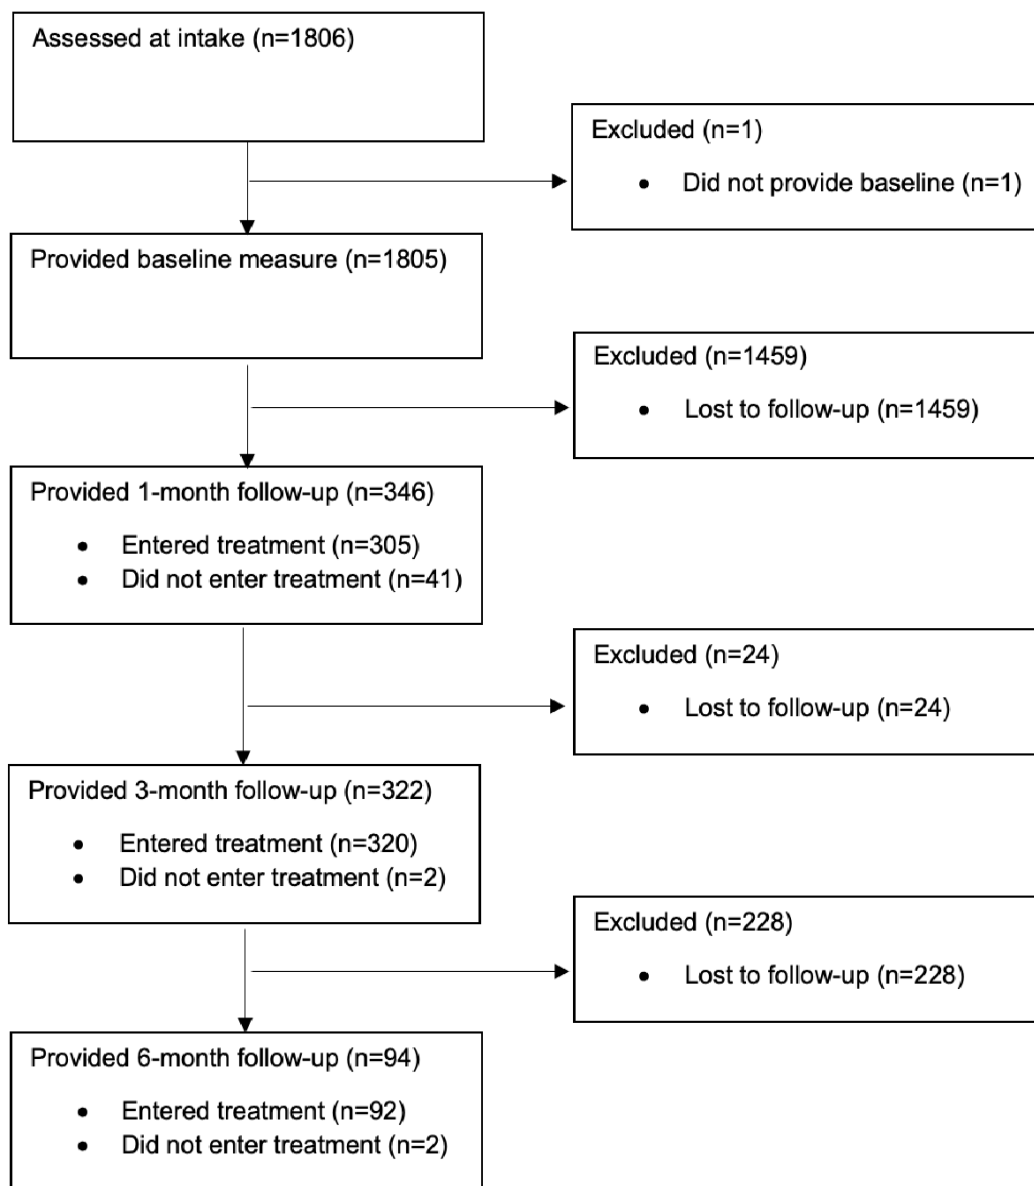 Assessed at intake (n=1806)
Excluded (n=1)
• Did not provide baseline (n=1)
Provided baseline measure (n=1805)
Excluded (n=1459)
• Lost to follow-up (n=1459)
Provided 1-month follow-up (n=346)
• Entered treatment (n=305)
• Did not enter treatment (n=41)
Excluded (n=24)
• Lost to follow-up (n=24)
Provided 3-month follow-up (n=322)
• Entered treatment (n=320)
• Did not enter treatment (n=2)
Excluded (n=228)
• Lost to follow-up (n=228)
Provided 6-month follow-up (n=94)
• Entered treatment (n=92)
• Did not enter treatment (n=2)